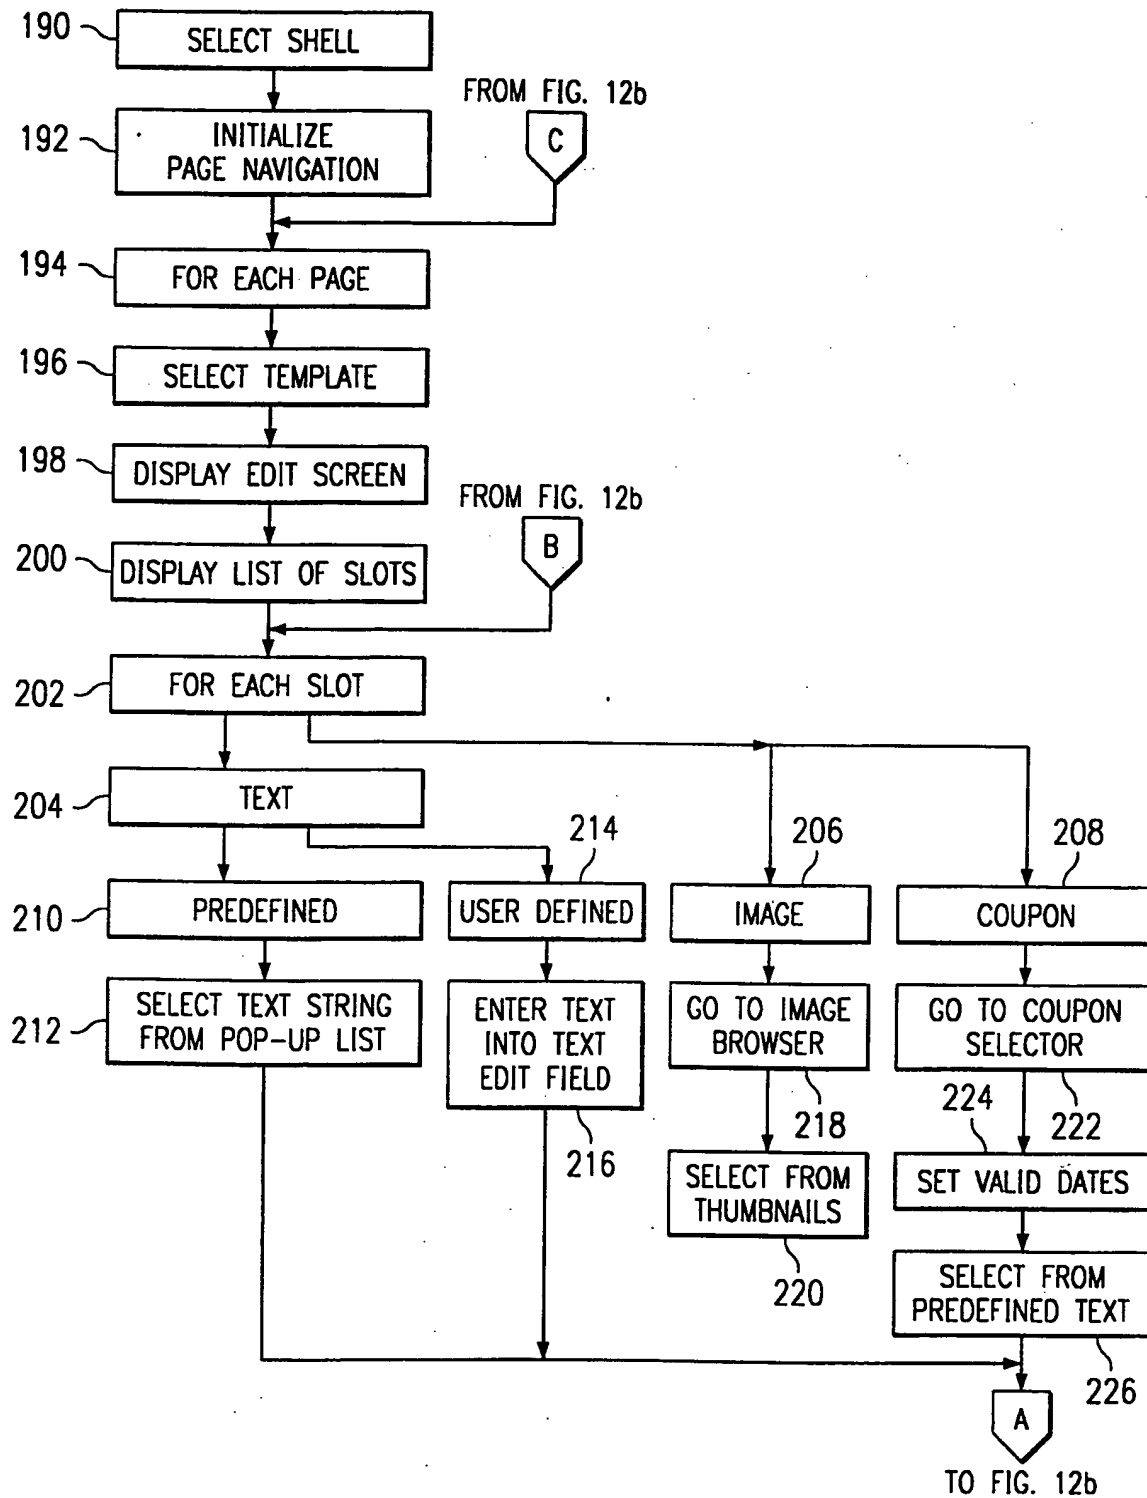 190
SELECT SHELL
FROM FIG. 12b
192
INITIALIZE
PAGE NAVIGATION
C
194
FOR EACH PAGE
196
SELECT TEMPLATE
198
DISPLAY EDIT SCREEN
FROM FIG. 12b
200
DISPLAY LIST OF SLOTS
B
202
FOR EACH SLOT
204
TEXT
214
206
208
210
PREDEFINED
USER DEFINED
IMAGE
COUPON
212
SELECT TEXT STRING
FROM POP-UP LIST
ENTER TEXT
INTO TEXT
EDIT FIELD
GO TO IMAGE
BROWSER
GO TO COUPON
SELECTOR
216
218
224
222
SELECT FROM
THUMBNAILS
SET VALID DATES
220
SELECT FROM
PREDEFINED TEXT
226
A
TO FIG. 12b